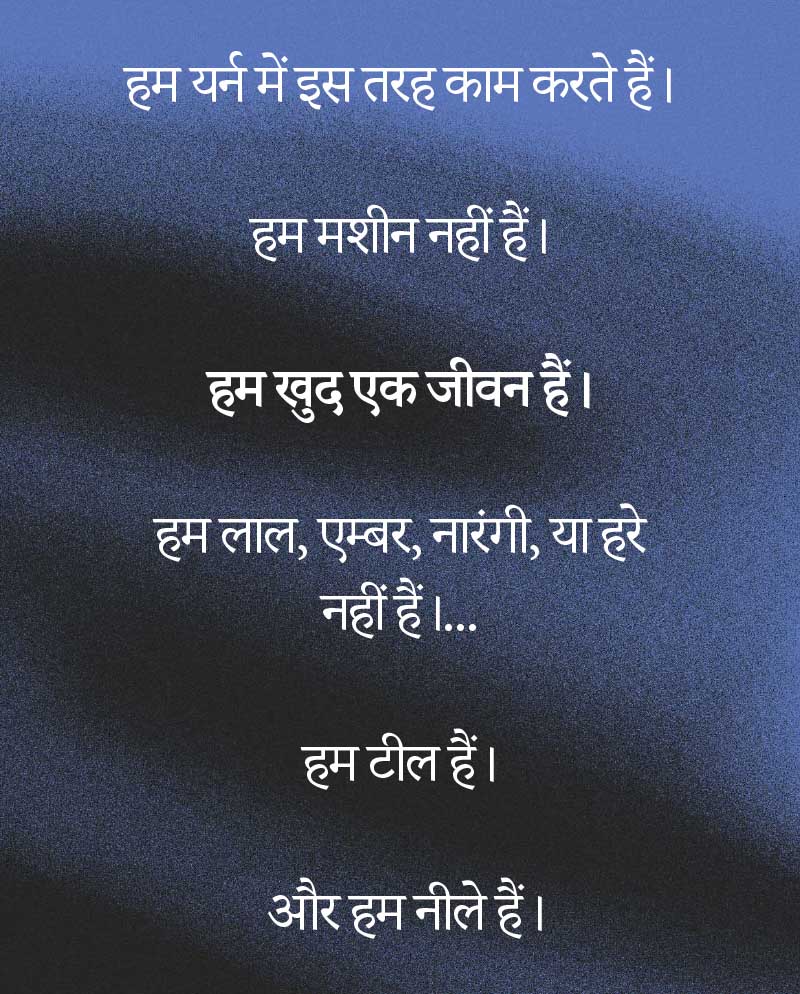 हम यर्न में इस तरह काम करते हैं।
हम मशीन नहीं हैं।
हम खुद एक जीवन हैं।
हम लाल, एम्बर, नारंगी, या हरे
नहीं हैं।...
हम टील हैं।
और हम नीले हैं।